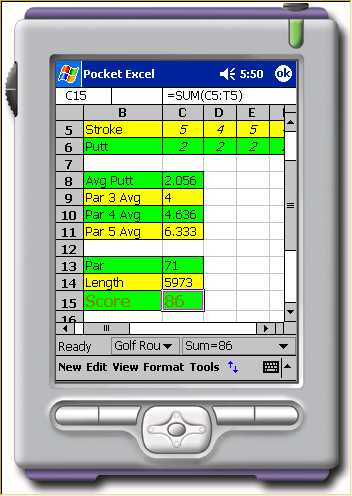 Pocket Excel 5:50 ok
C15 =SUM(C5:T5)
B C D E
5 Stroke 5 4 5
6 Putt 2 2 2
7
8 Avg Putt 2.056
9 Par 3 Avg 4
10 Par 4 Avg 4.636
11 Par 5 Avg 6.333
12
13 Par 71
14 Length 5973
15 Score 86
16
Ready Golf Rou Sum=86
New Edit View Format Tools